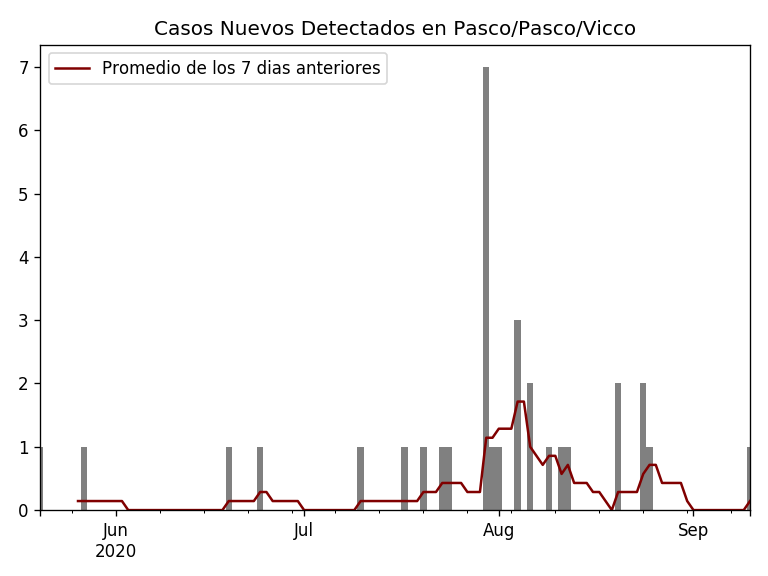 Casos Nuevos Detectados en Pasco/Pasco/Vicco
Promedio de los 7 dias anteriores
7
6
5
4
3
2
1
0
Jun
Jul
Aug
Sep
2020